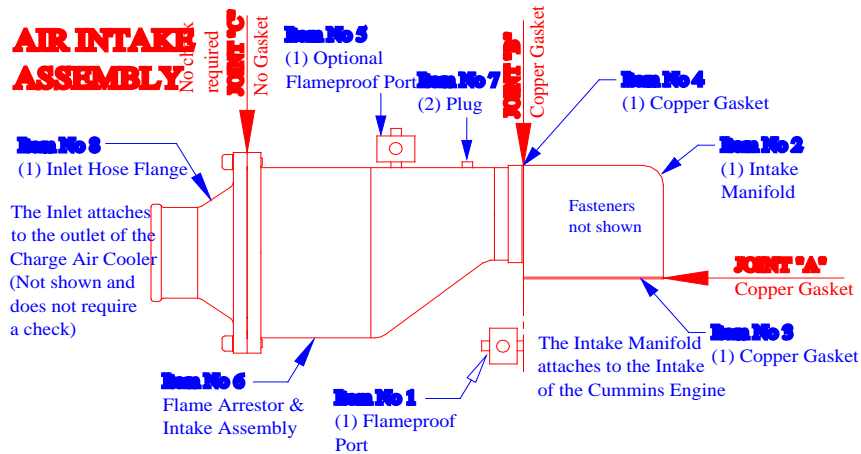 AIR INTAKE
ASSEMBLY
No check
required
JOINT "C"
No Gasket
Item No 5
(1) Optional
Flameproof Port
Item No 7
(2) Plug
JOINT "B"
Copper Gasket
Item No 4
(1) Copper Gasket
Item No 2
(1) Intake
Manifold
Item No 8
(1) Inlet Hose Flange
The Inlet attaches
to the outlet of the
Charge Air Cooler
(Not shown and
does not require
a check)
Fasteners
not shown
JOINT "A"
Copper Gasket
Item No 3
(1) Copper Gasket
The Intake Manifold
attaches to the Intake
of the Cummins Engine
Item No 6
Flame Arrestor &
Intake Assembly
Item No 1
(1) Flameproof
Port